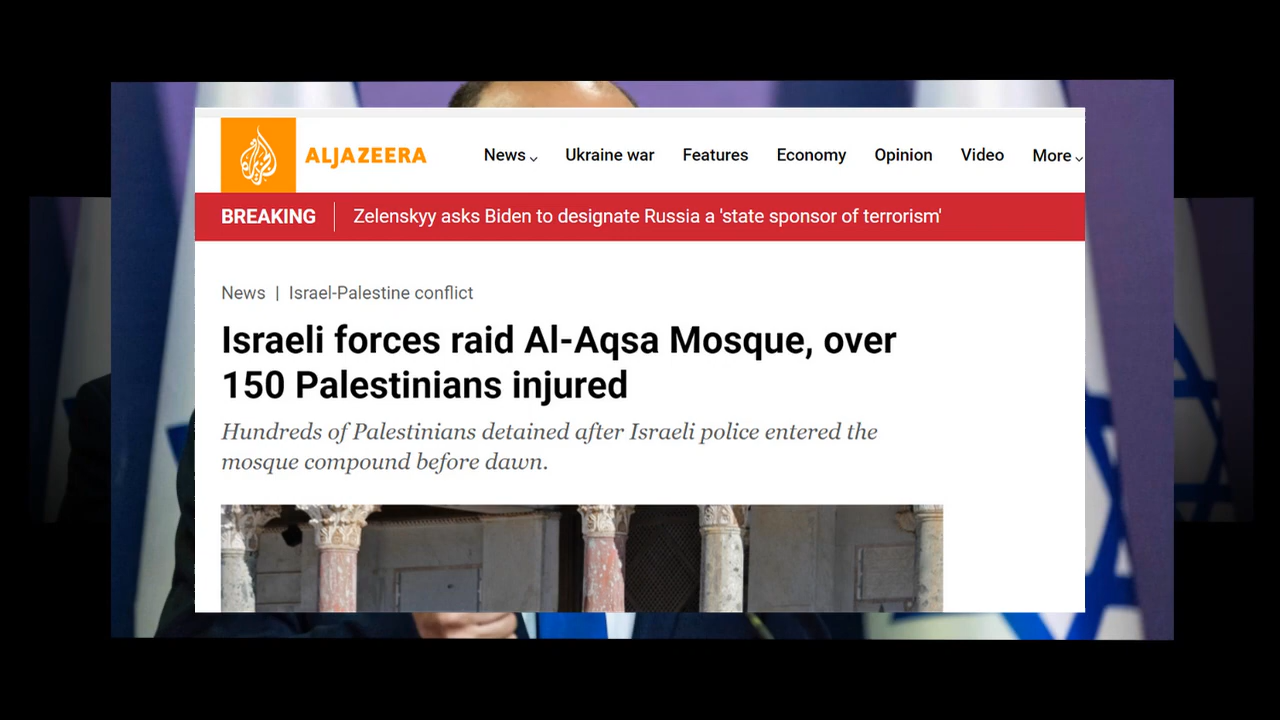 ALJAZEERA
News Ukraine war Features Economy Opinion Video More
BREAKING Zelenskyy asks Biden to designate Russia a 'state sponsor of terrorism'
News | Israel-Palestine conflict
Israeli forces raid Al-Aqsa Mosque, over
150 Palestinians injured
Hundreds of Palestinians detained after Israeli police entered the
mosque compound before dawn.